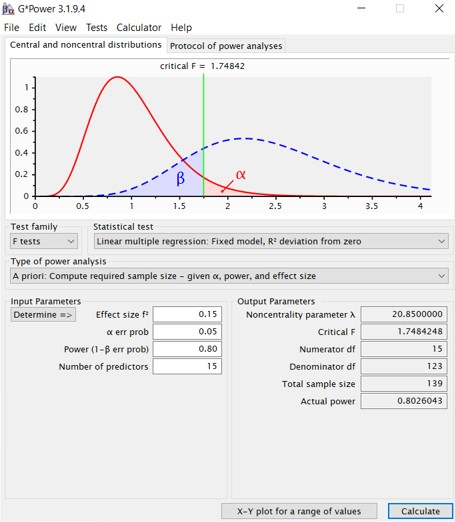 G*Power 3.1.9.4
File Edit View Tests Calculator Help
Central and noncentral distributions Protocol of power analyses
critical F = 1.74842
1
0.8
0.6
0.4
0.2
0
β
α
0 0.5 1 1.5 2 2.5 3 3.5 4
Test family Statistical test
F tests Linear multiple regression: Fixed model, R² deviation from zero
Type of power analysis
A priori: Compute required sample size – given α, power, and effect size
Input Parameters Output Parameters
Determine => Effect size f² 0.15 Noncentrality parameter λ 20.8500000
α err prob 0.05 Critical F 1.7484248
Power (1-β err prob) 0.80 Numerator df 15
Number of predictors 15 Denominator df 123
Total sample size 139
Actual power 0.8026043
X-Y plot for a range of values Calculate